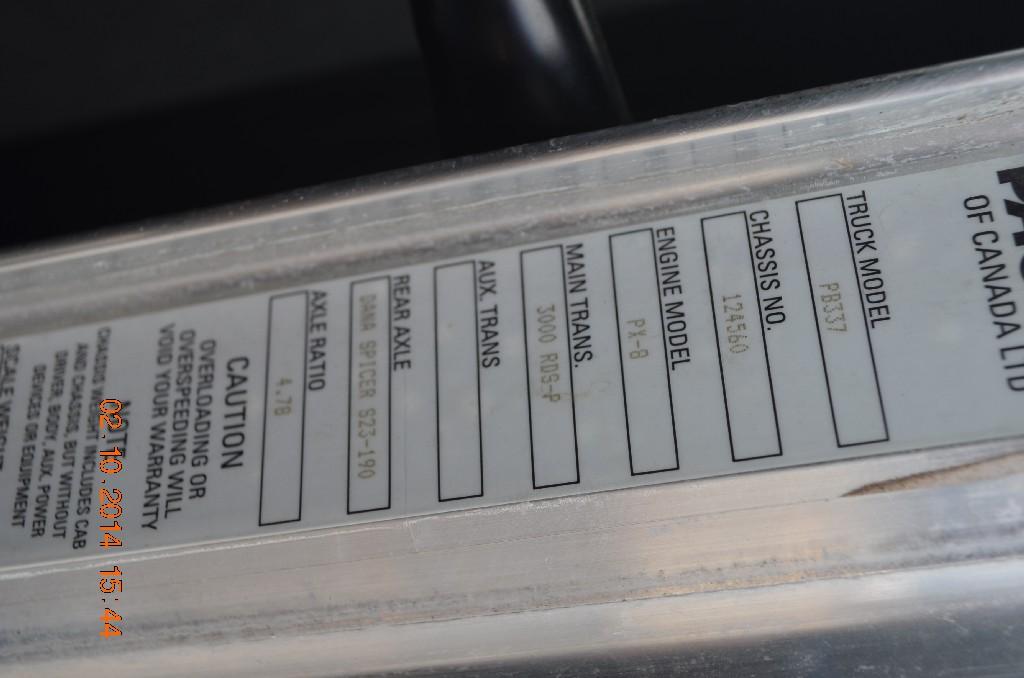 OF CANADA LTD
TRUCK MODEL
PB337
CHASSIS NO.
124560
ENGINE MODEL
PX-8
MAIN TRANS.
3000 RDS-P
AUX. TRANS
REAR AXLE
DANA SPICER S23-190
AXLE RATIO
4.78
CAUTION
OVERLOADING OR
OVERSPEEDING WILL
VOID YOUR WARRANTY
CHASSIS WEIGHT INCLUDES CAB
AND CHASSIS, BUT WITHOUT
DRIVER, BODY, AUX. POWER
DEVICES OR EQUIPMENT
SCALE WEIGHT
02.10.2014 15:44